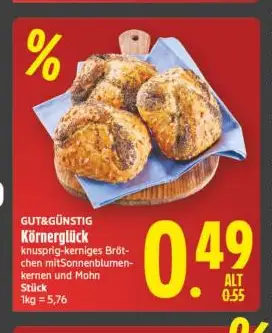 %
GUT&GÜNSTIG
Körnerglück
knusprig-kerniges Bröt-
chen mitSonnenblumen-
kernen und Mohn
Stück
1kg = 5,76
0.49
ALT
0.55